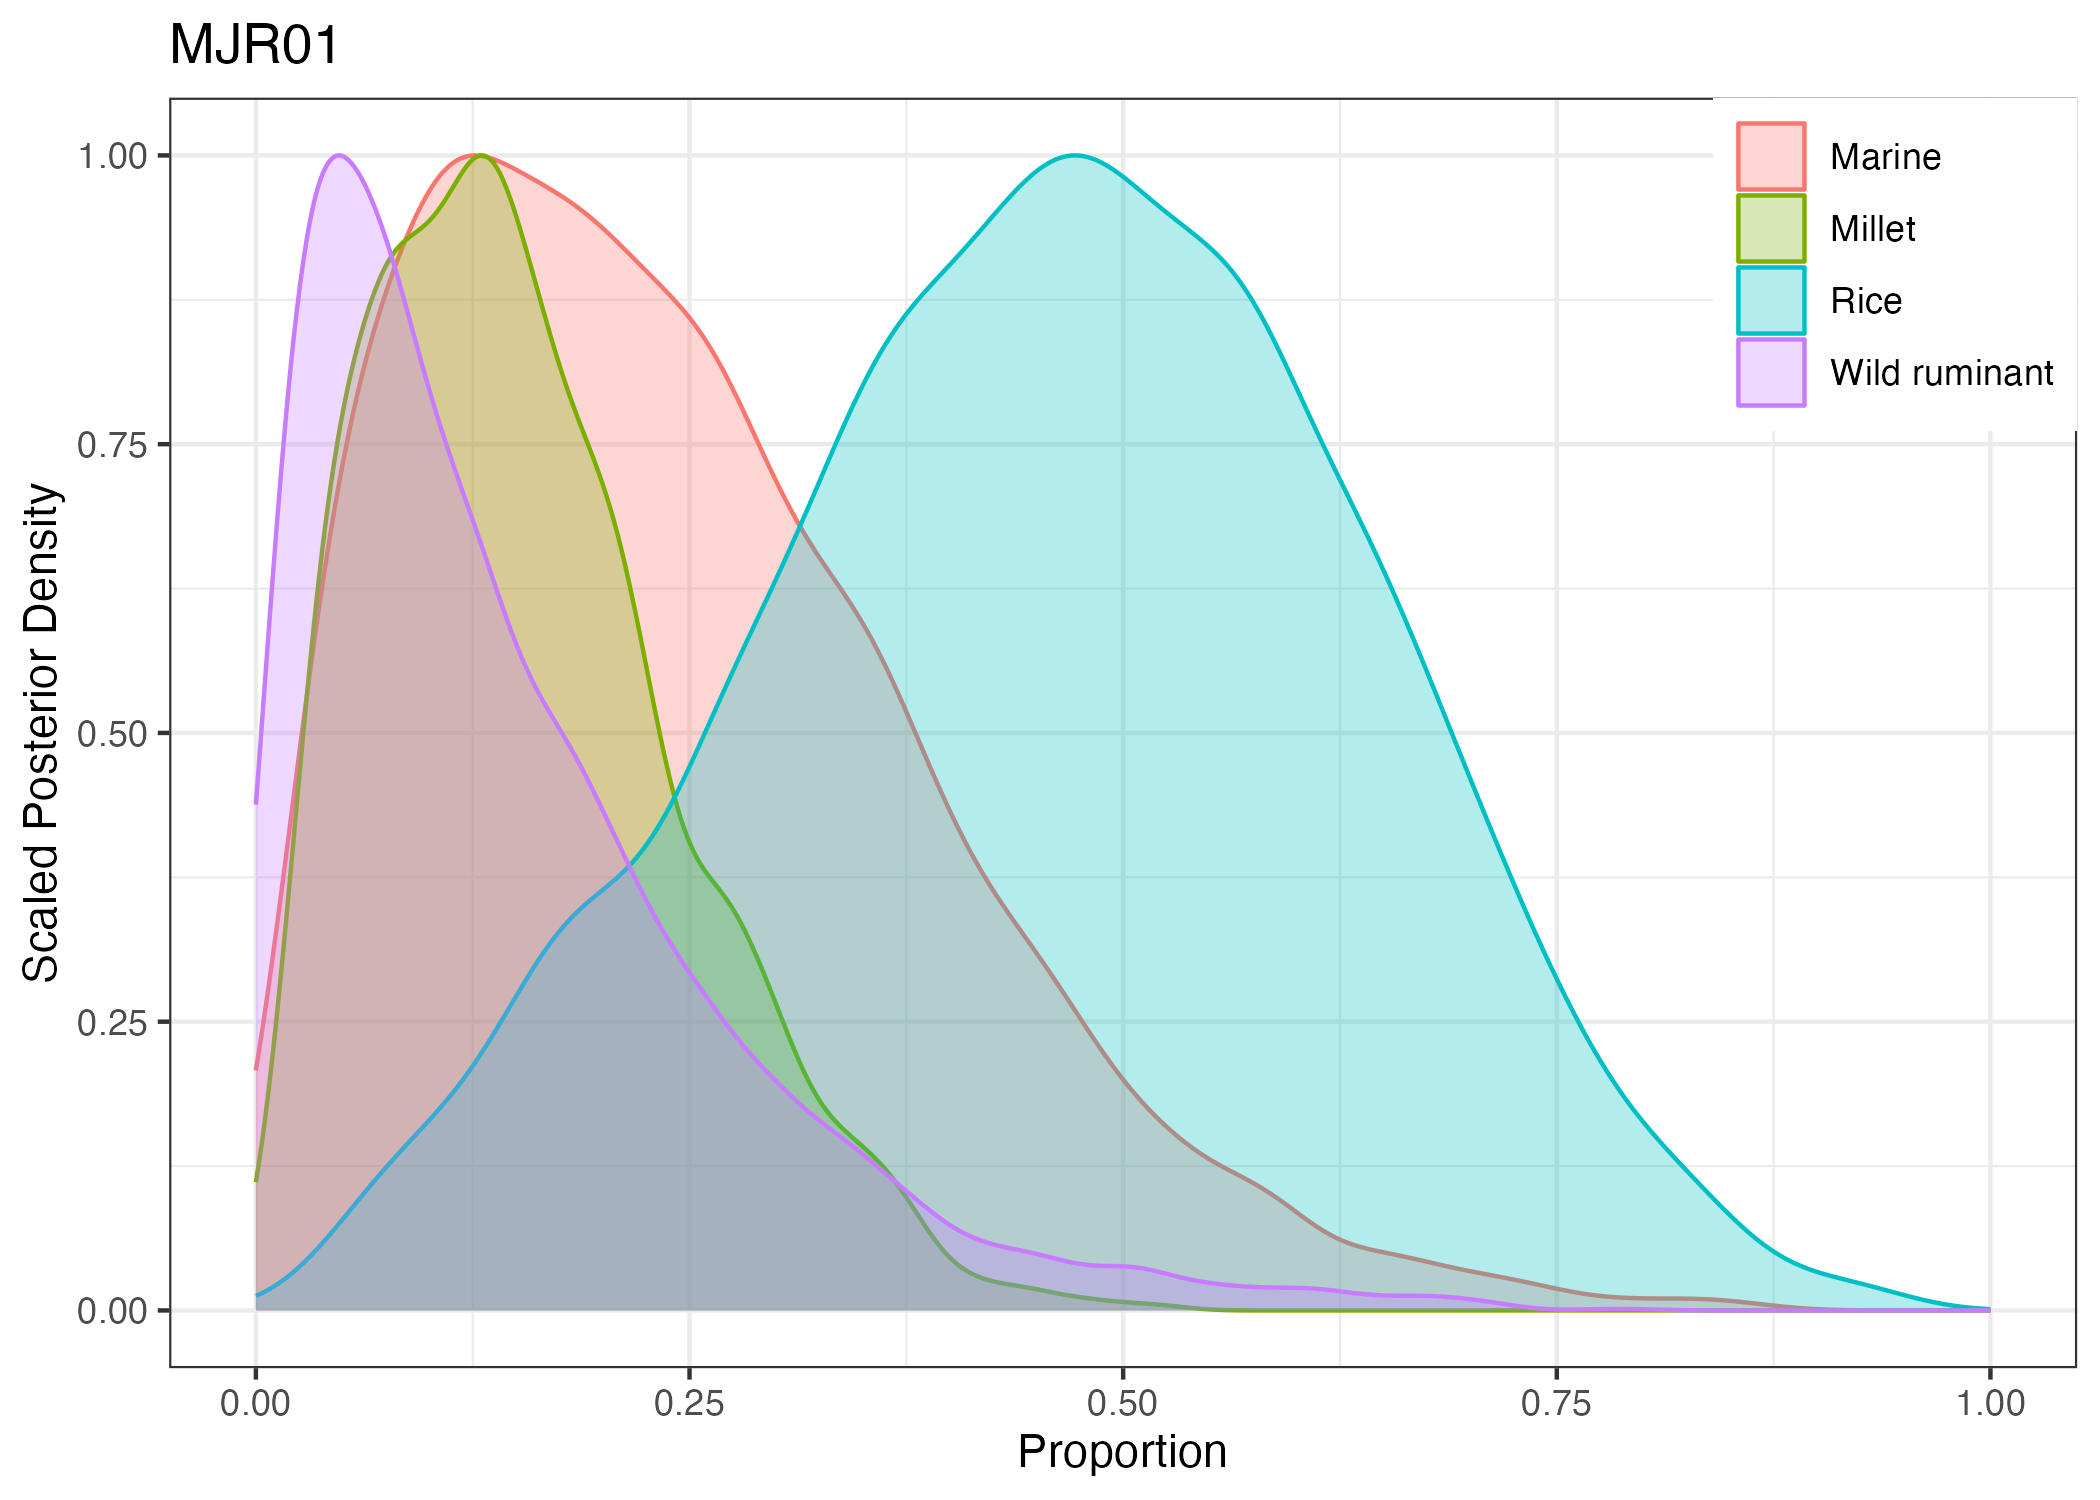 MJR01
Marine
Millet
Rice
Wild ruminant
Scaled Posterior Density
1.00
0.75
0.50
0.25
0.00
0.00 0.25 0.50 0.75 1.00
Proportion